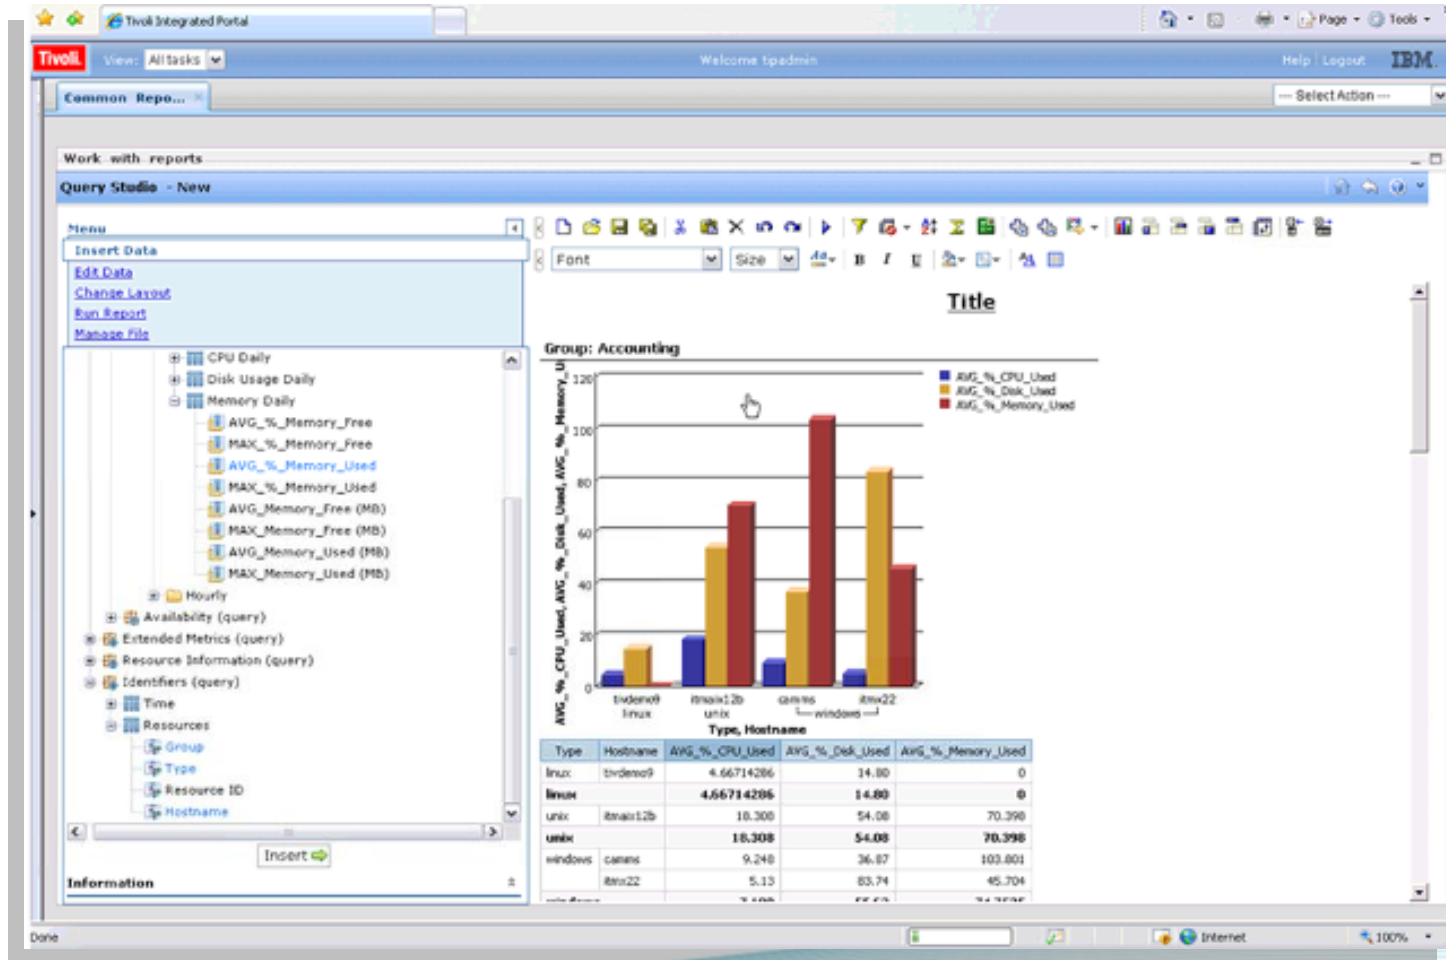 Tivoli Integrated Portal
Page
Tools
Tivoli. View: All tasks Welcome tipadmin Help Logout IBM.
Common Repo... --- Select Action ---
Work with reports
Query Studio - New
Menu
Insert Data
Edit Data
Change Layout
Run Report
Manage File
Font Size B I U
CPU Daily
Disk Usage Daily
Memory Daily
AVG_%_Memory_Free
MAX_%_Memory_Free
AVG_%_Memory_Used
MAX_%_Memory_Used
AVG_Memory_Free (MB)
MAX_Memory_Free (MB)
AVG_Memory_Used (MB)
MAX_Memory_Used (MB)
Hourly
Availability (query)
Extended Metrics (query)
Resource Information (query)
Identifiers (query)
Time
Resources
Group
Type
Resource ID
Hostname
Insert
Information
Title
Group: Accounting
AVG_%_CPU_Used, AVG_%_Disk_Used, AVG_%_Memory_U
120
100
80
60
40
20
0
AVG_%_CPU_Used
AVG_%_Disk_Used
AVG_%_Memory_Used
tivdemo9 itmaix12b camms itmx22
linux unix windows
Type, Hostname
Type Hostname AVG_%_CPU_Used AVG_%_Disk_Used AVG_%_Memory_Used
linux tivdemo9 4.66714286 14.80 0
linux 4.66714286 14.80 0
unix itmaix12b 18.308 54.08 70.398
unix 18.308 54.08 70.398
windows camms 9.248 36.87 103.801
itmx22 5.13 83.74 45.704
Done Internet 100%